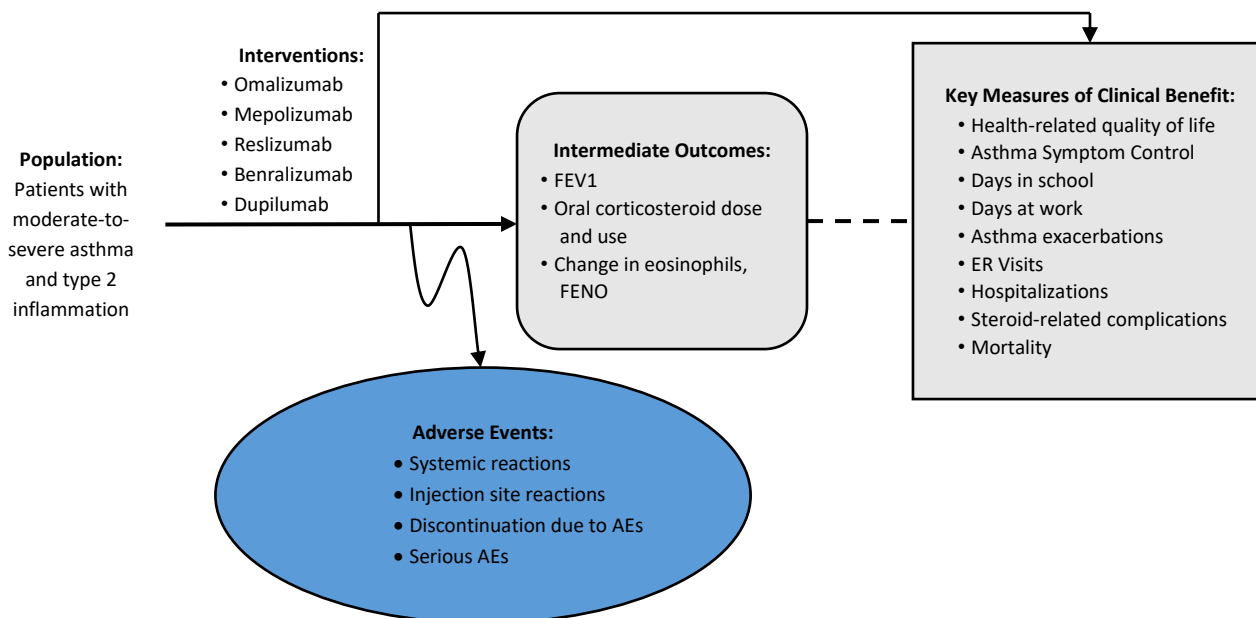 Population:
Patients with
moderate-to-
severe asthma
and type 2
inflammation
Interventions:
• Omalizumab
• Mepolizumab
• Reslizumab
• Benralizumab
• Dupilumab
Intermediate Outcomes:
• FEV1
• Oral corticosteroid dose
and use
• Change in eosinophils,
FENO
Key Measures of Clinical Benefit:
• Health-related quality of life
• Asthma Symptom Control
• Days in school
• Days at work
• Asthma exacerbations
• ER Visits
• Hospitalizations
• Steroid-related complications
• Mortality
Adverse Events:
• Systemic reactions
• Injection site reactions
• Discontinuation due to AEs
• Serious AEs